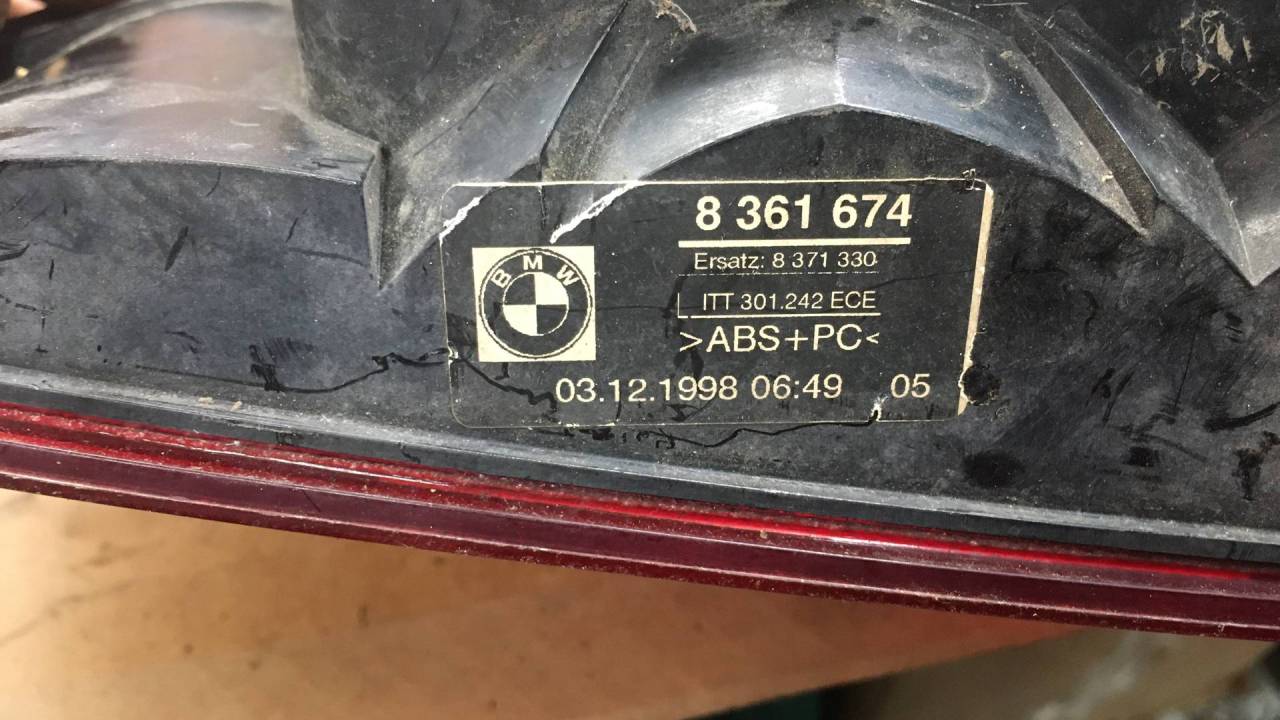 8 361 674
Ersatz: 8 371 330
ITT 301.242 ECE
BMW
>ABS+PC<
03.12.1998 06:49 05